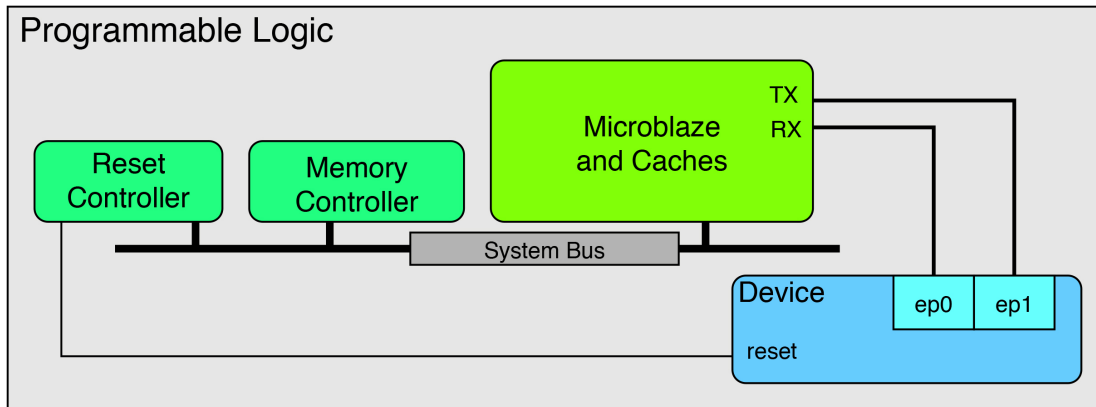 Programmable Logic
TX
RX
Microblaze
and Caches
Reset
Controller
Memory
Controller
System Bus
Device
ep0
ep1
reset